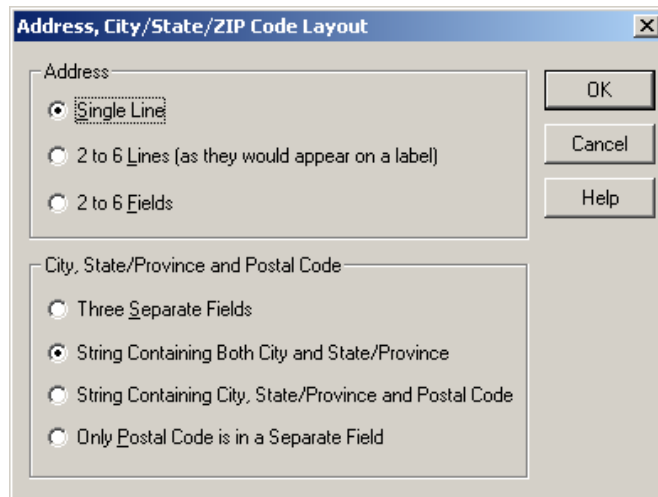 Address, City/State/ZIP Code Layout
Address
Single Line
2 to 6 Lines (as they would appear on a label)
2 to 6 Fields
OK
Cancel
Help
City, State/Province and Postal Code
Three Separate Fields
String Containing Both City and State/Province
String Containing City, State/Province and Postal Code
Only Postal Code is in a Separate Field